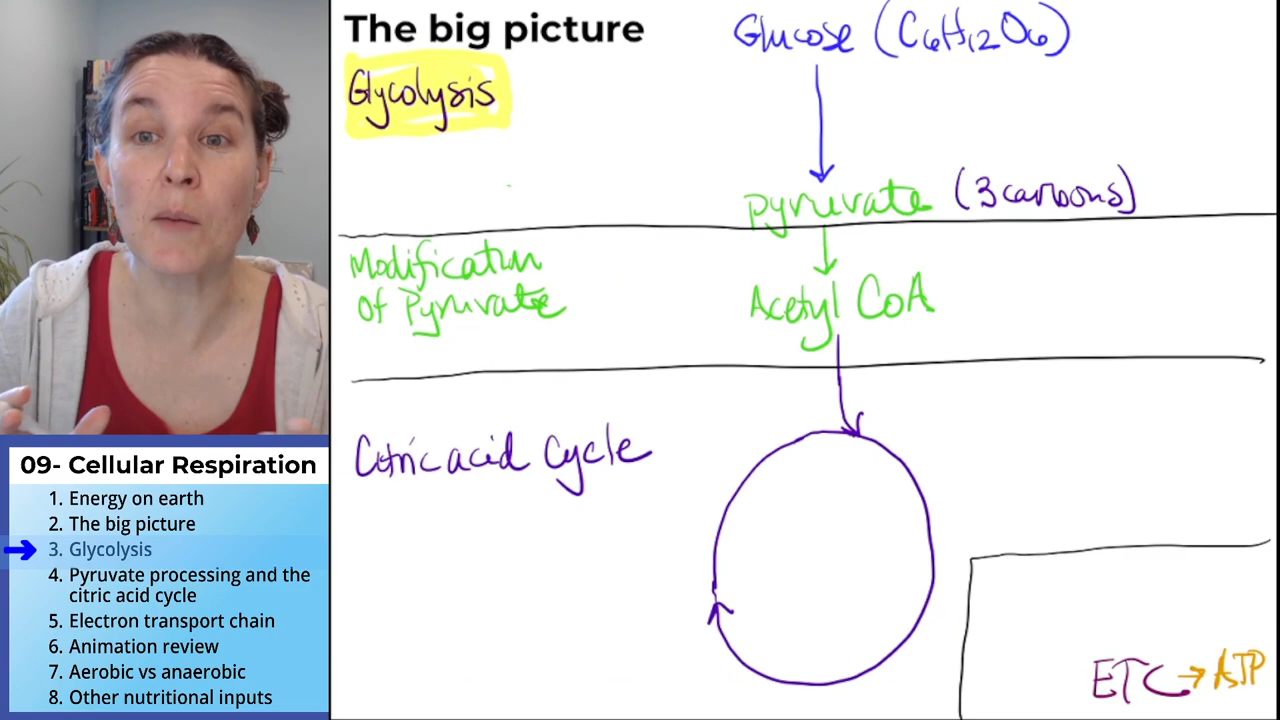 The big picture
Glucose (C6H12O6)
Glycolysis
pyruvate (3 carbons)
Modification
of Pyruvate
Acetyl CoA
Citric acid Cycle
ETC → ATP
09- Cellular Respiration
1. Energy on earth
2. The big picture
3. Glycolysis
4. Pyruvate processing and the
citric acid cycle
5. Electron transport chain
6. Animation review
7. Aerobic vs anaerobic
8. Other nutritional inputs